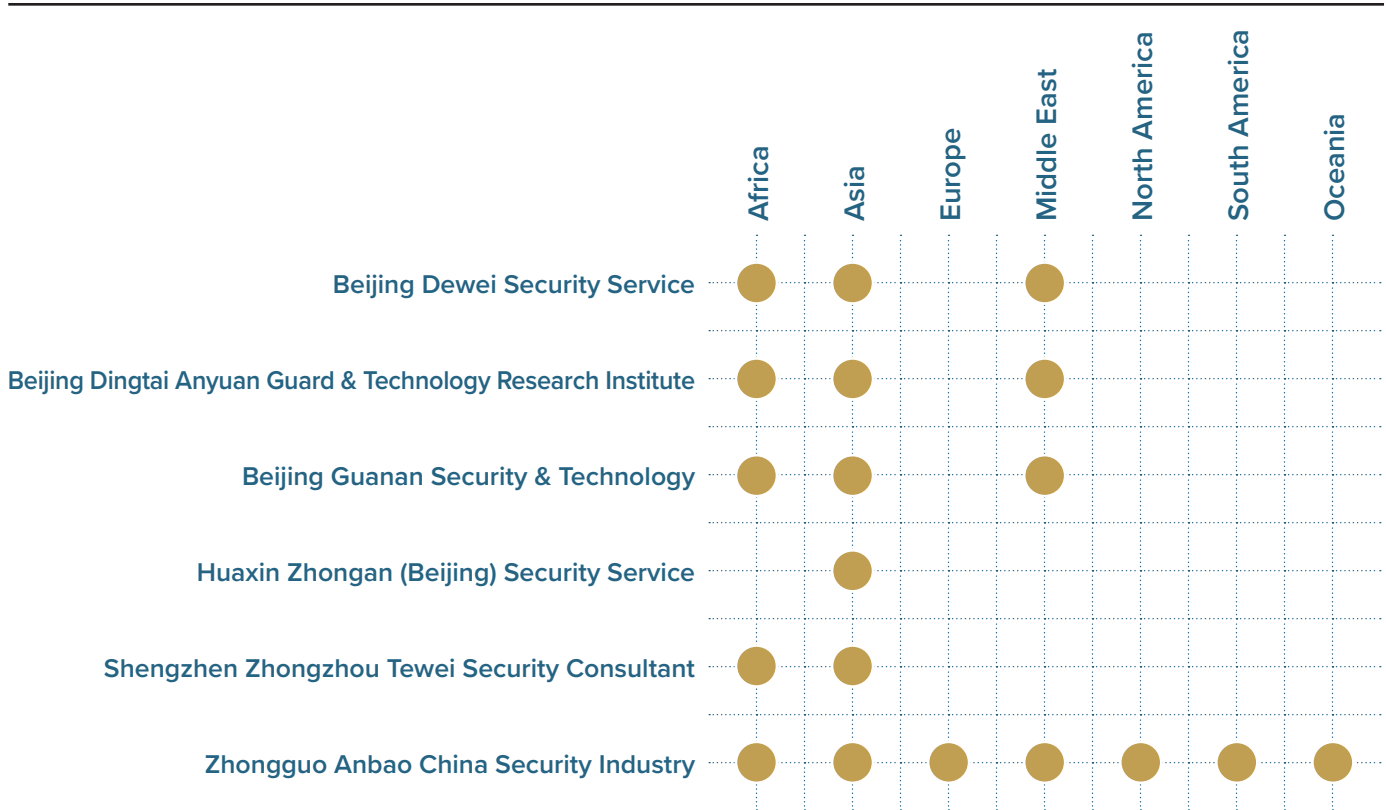 Africa
Asia
Europe
Middle East
North America
South America
Oceania
Beijing Dewei Security Service
Beijing Dingtai Anyuan Guard & Technology Research Institute
Beijing Guanan Security & Technology
Huaxin Zhongan (Beijing) Security Service
Shengzhen Zhongzhou Tewei Security Consultant
Zhongguo Anbao China Security Industry